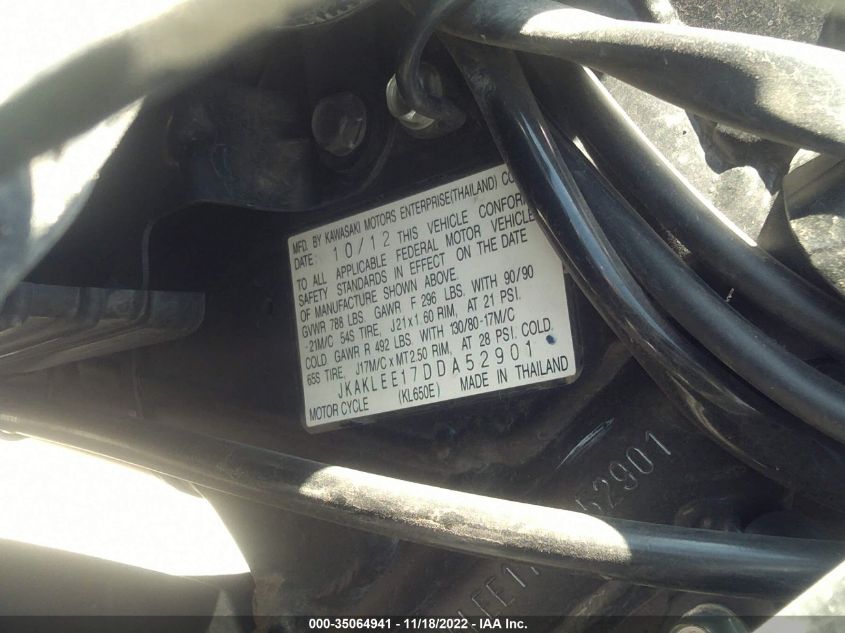 MFD. BY KAWASAKI MOTORS ENTERPRISE(THAILAND) CO
DATE: 10/12 THIS VEHICLE CONFORM
TO ALL APPLICABLE FEDERAL MOTOR VEHICLE
SAFETY STANDARDS IN EFFECT ON THE DATE
OF MANUFACTURE SHOWN ABOVE.
GVWR 788 LBS. GAWR F 296 LBS. WITH 90/90
-21M/C 54S TIRE, J21x1.60 RIM, AT 21 PSI.
COLD. GAWR R 492 LBS. WITH 130/80-17M/C
65S TIRE, J17M/CxMT2.50 RIM, AT 28 PSI. COLD.
JKAKLEE17DDA52901
MOTOR CYCLE (KL650E) MADE IN THAILAND
52901
LEE1
000-35064941 - 11/18/2022 - IAA Inc.